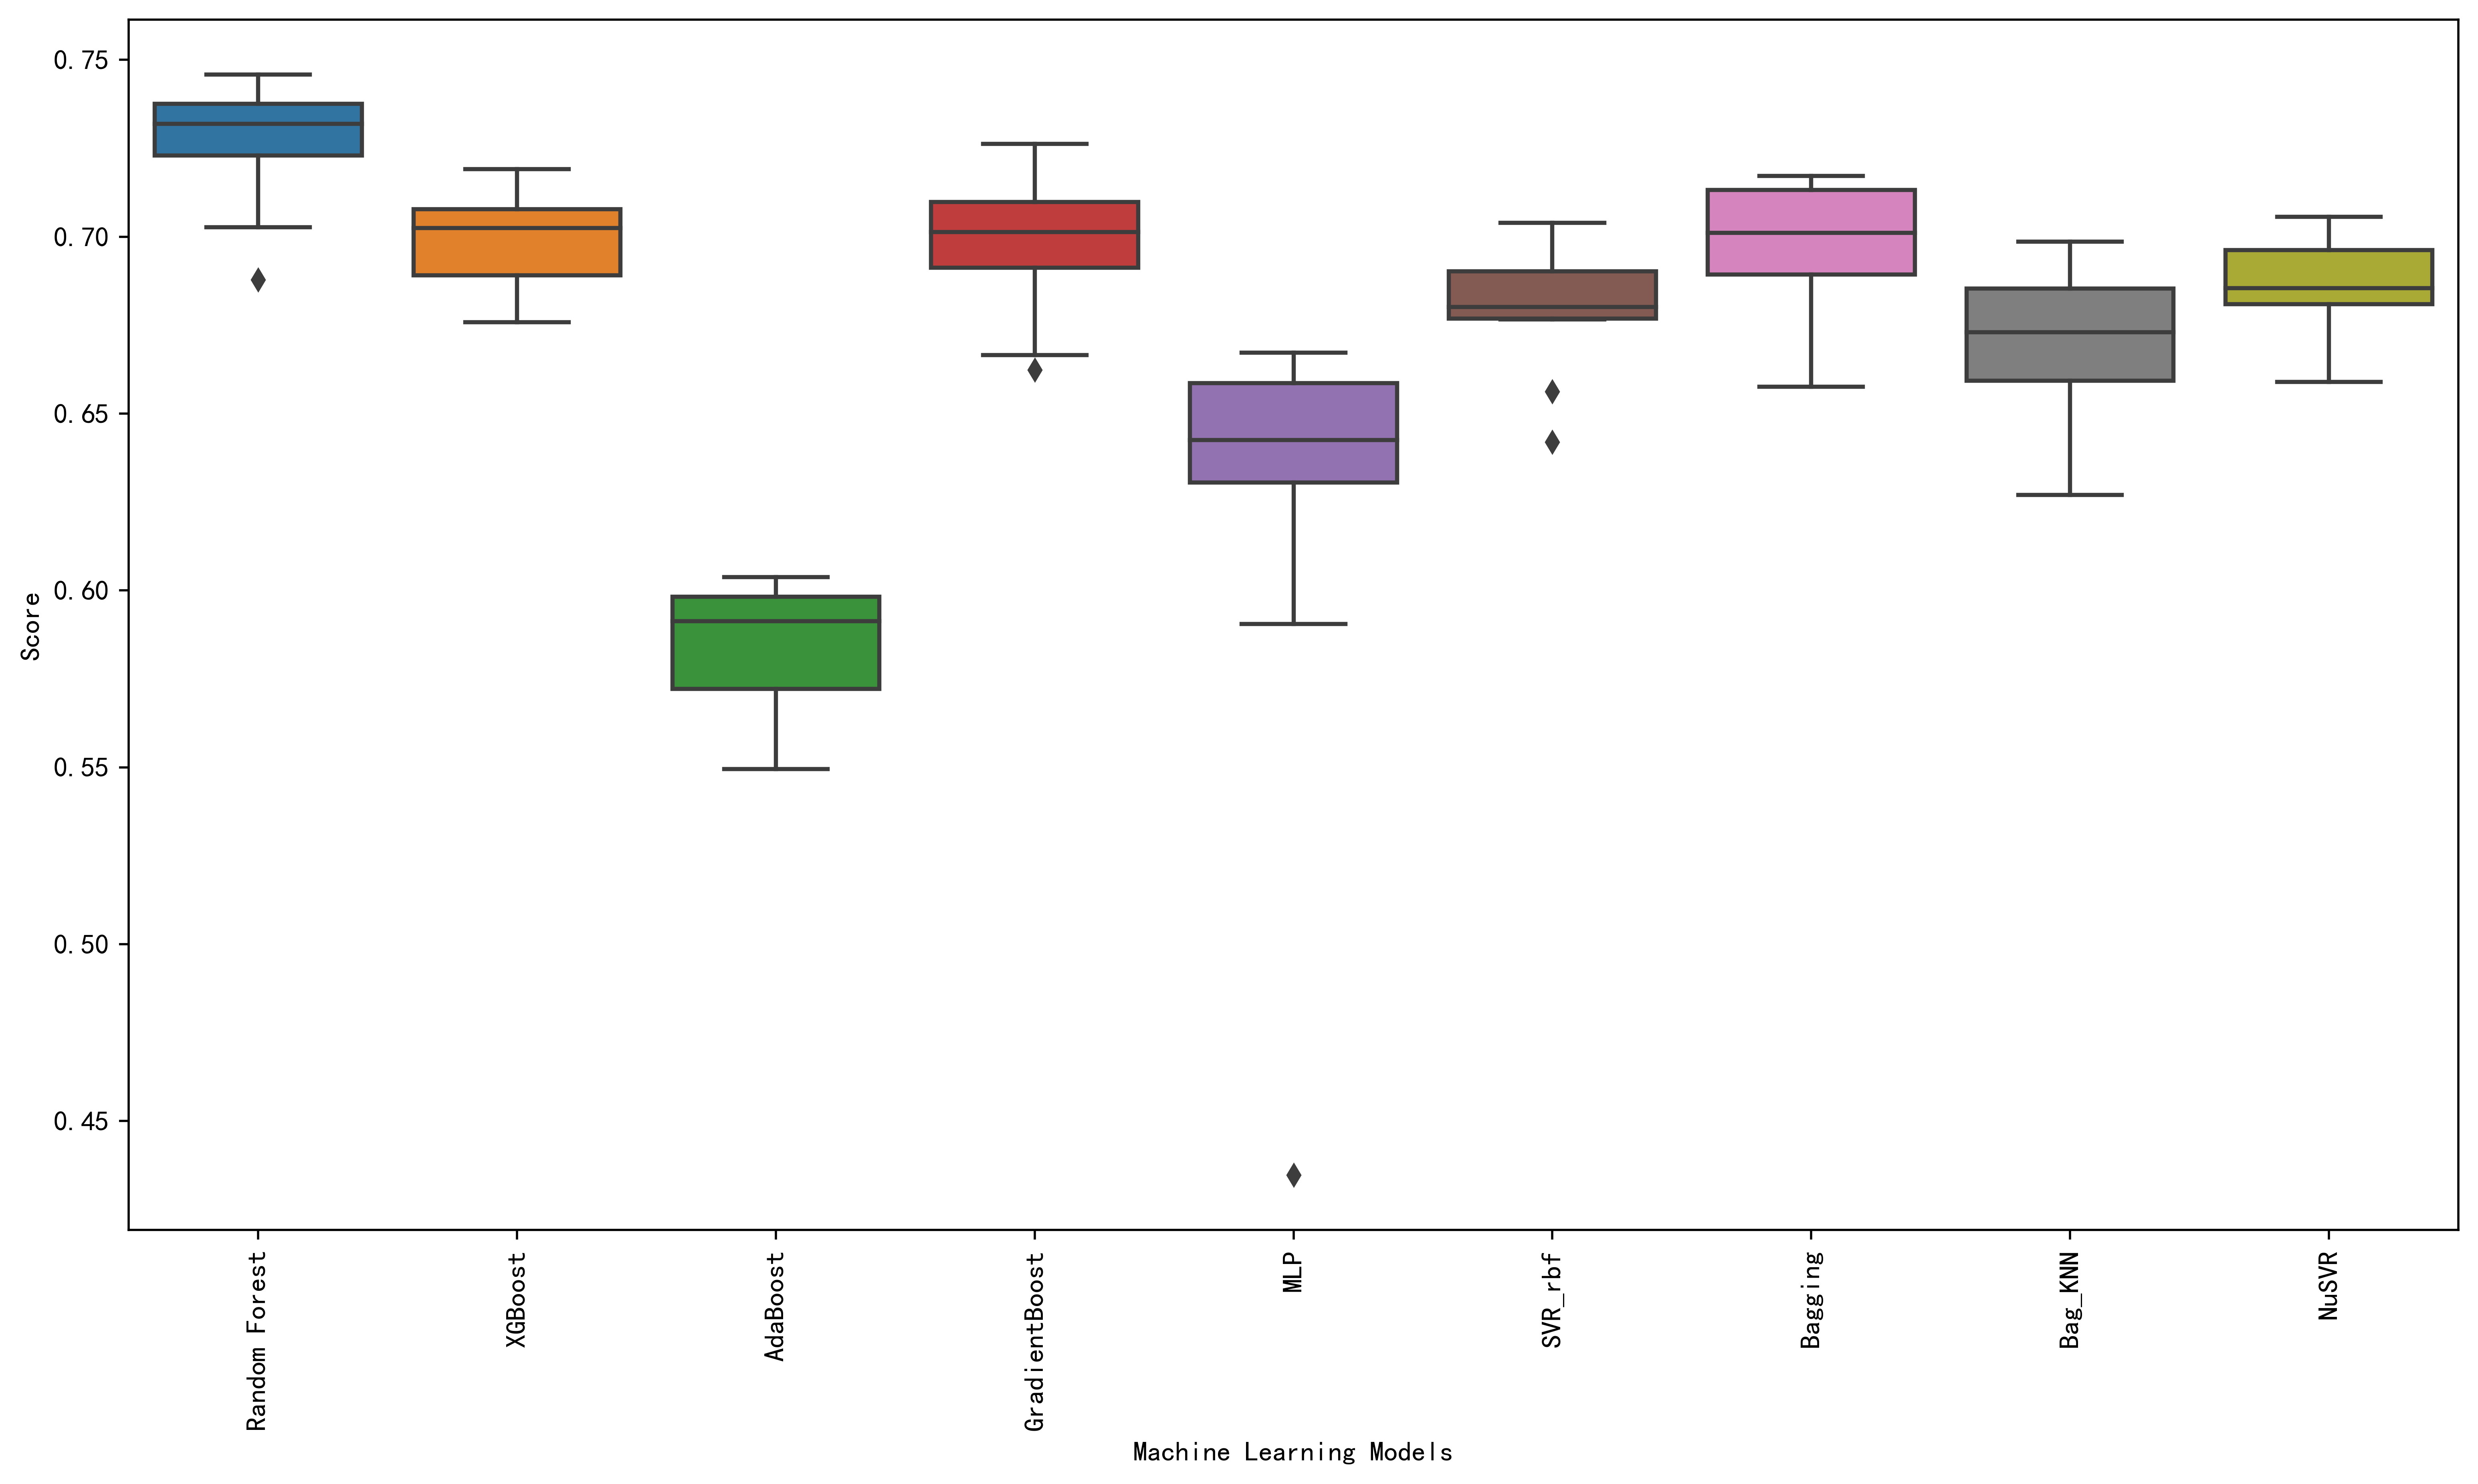 0.75
0.70
0.65
0.60
0.55
0.50
0.45
Score
Random Forest
XGBoost
AdaBoost
GradientBoost
MLP
SVR_rbf
Bagging
Bag_KNN
NuSVR
Machine Learning Models